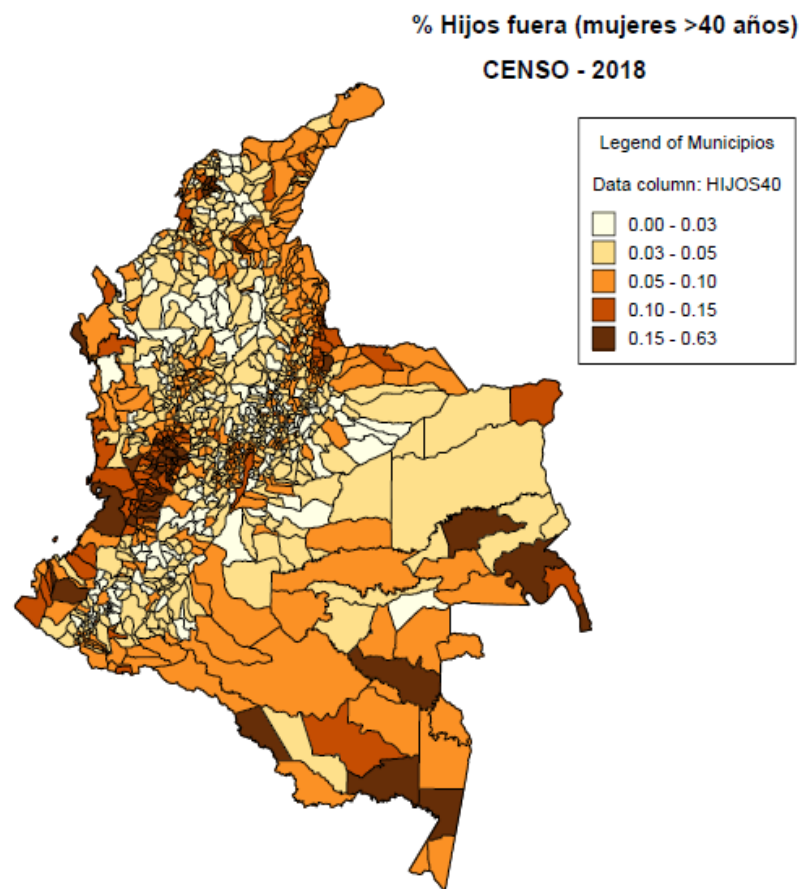 % Hijos fuera (mujeres >40 años)
CENSO - 2018
Legend of Municipios
Data column: HIJOS40
0.00 - 0.03
0.03 - 0.05
0.05 - 0.10
0.10 - 0.15
0.15 - 0.63